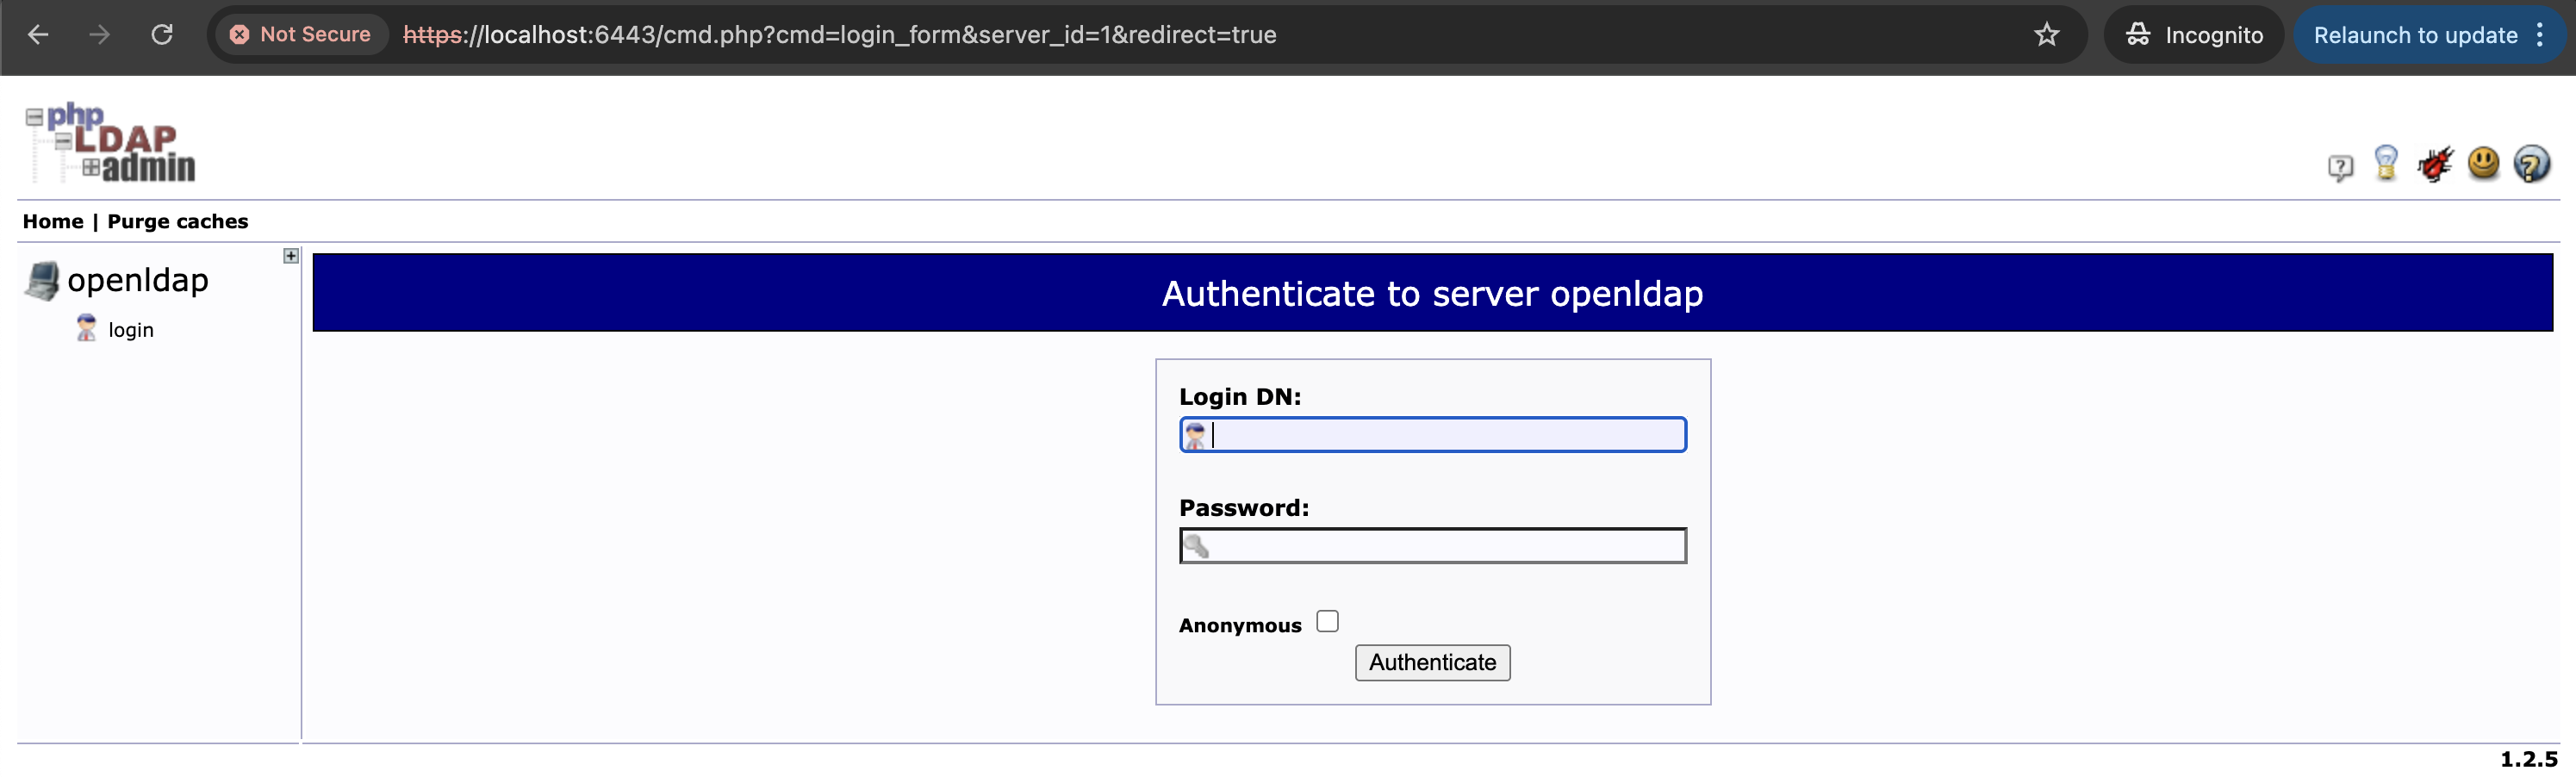 Not Secure https://localhost:6443/cmd.php?cmd=login_form&server_id=1&redirect=true Incognito Relaunch to update
php
LDAP
admin
Home | Purge caches
openldap
login
Authenticate to server openldap
Login DN:
Password:
Anonymous
Authenticate
1.2.5